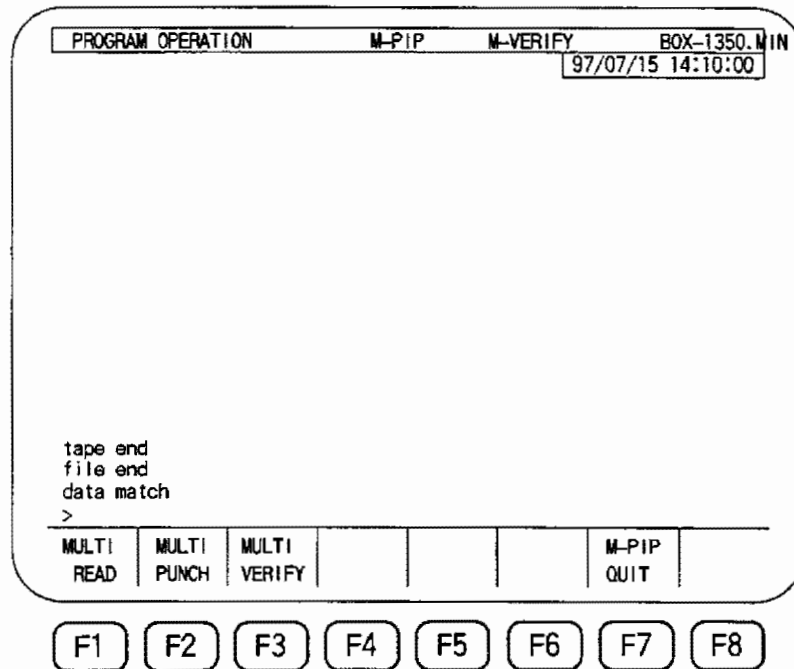 PROGRAM OPERATION M-PIP M-VERIFY BOX-1350.MIN
97/07/15 14:10:00
tape end
file end
data match
>
MULTI MULTI MULTI M-PIP
READ PUNCH VERIFY QUIT
F1 F2 F3 F4 F5 F6 F7 F8